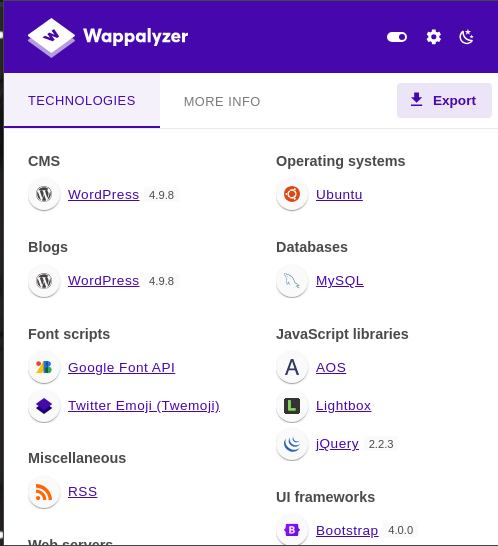 Wappalyzer
TECHNOLOGIES
MORE INFO
Export
CMS
WordPress 4.9.8
Blogs
WordPress 4.9.8
Font scripts
Google Font API
Twitter Emoji (Twemoji)
Miscellaneous
RSS
Web servers
Operating systems
Ubuntu
Databases
MySQL
JavaScript libraries
AOS
Lightbox
jQuery 2.2.3
UI frameworks
Bootstrap 4.0.0